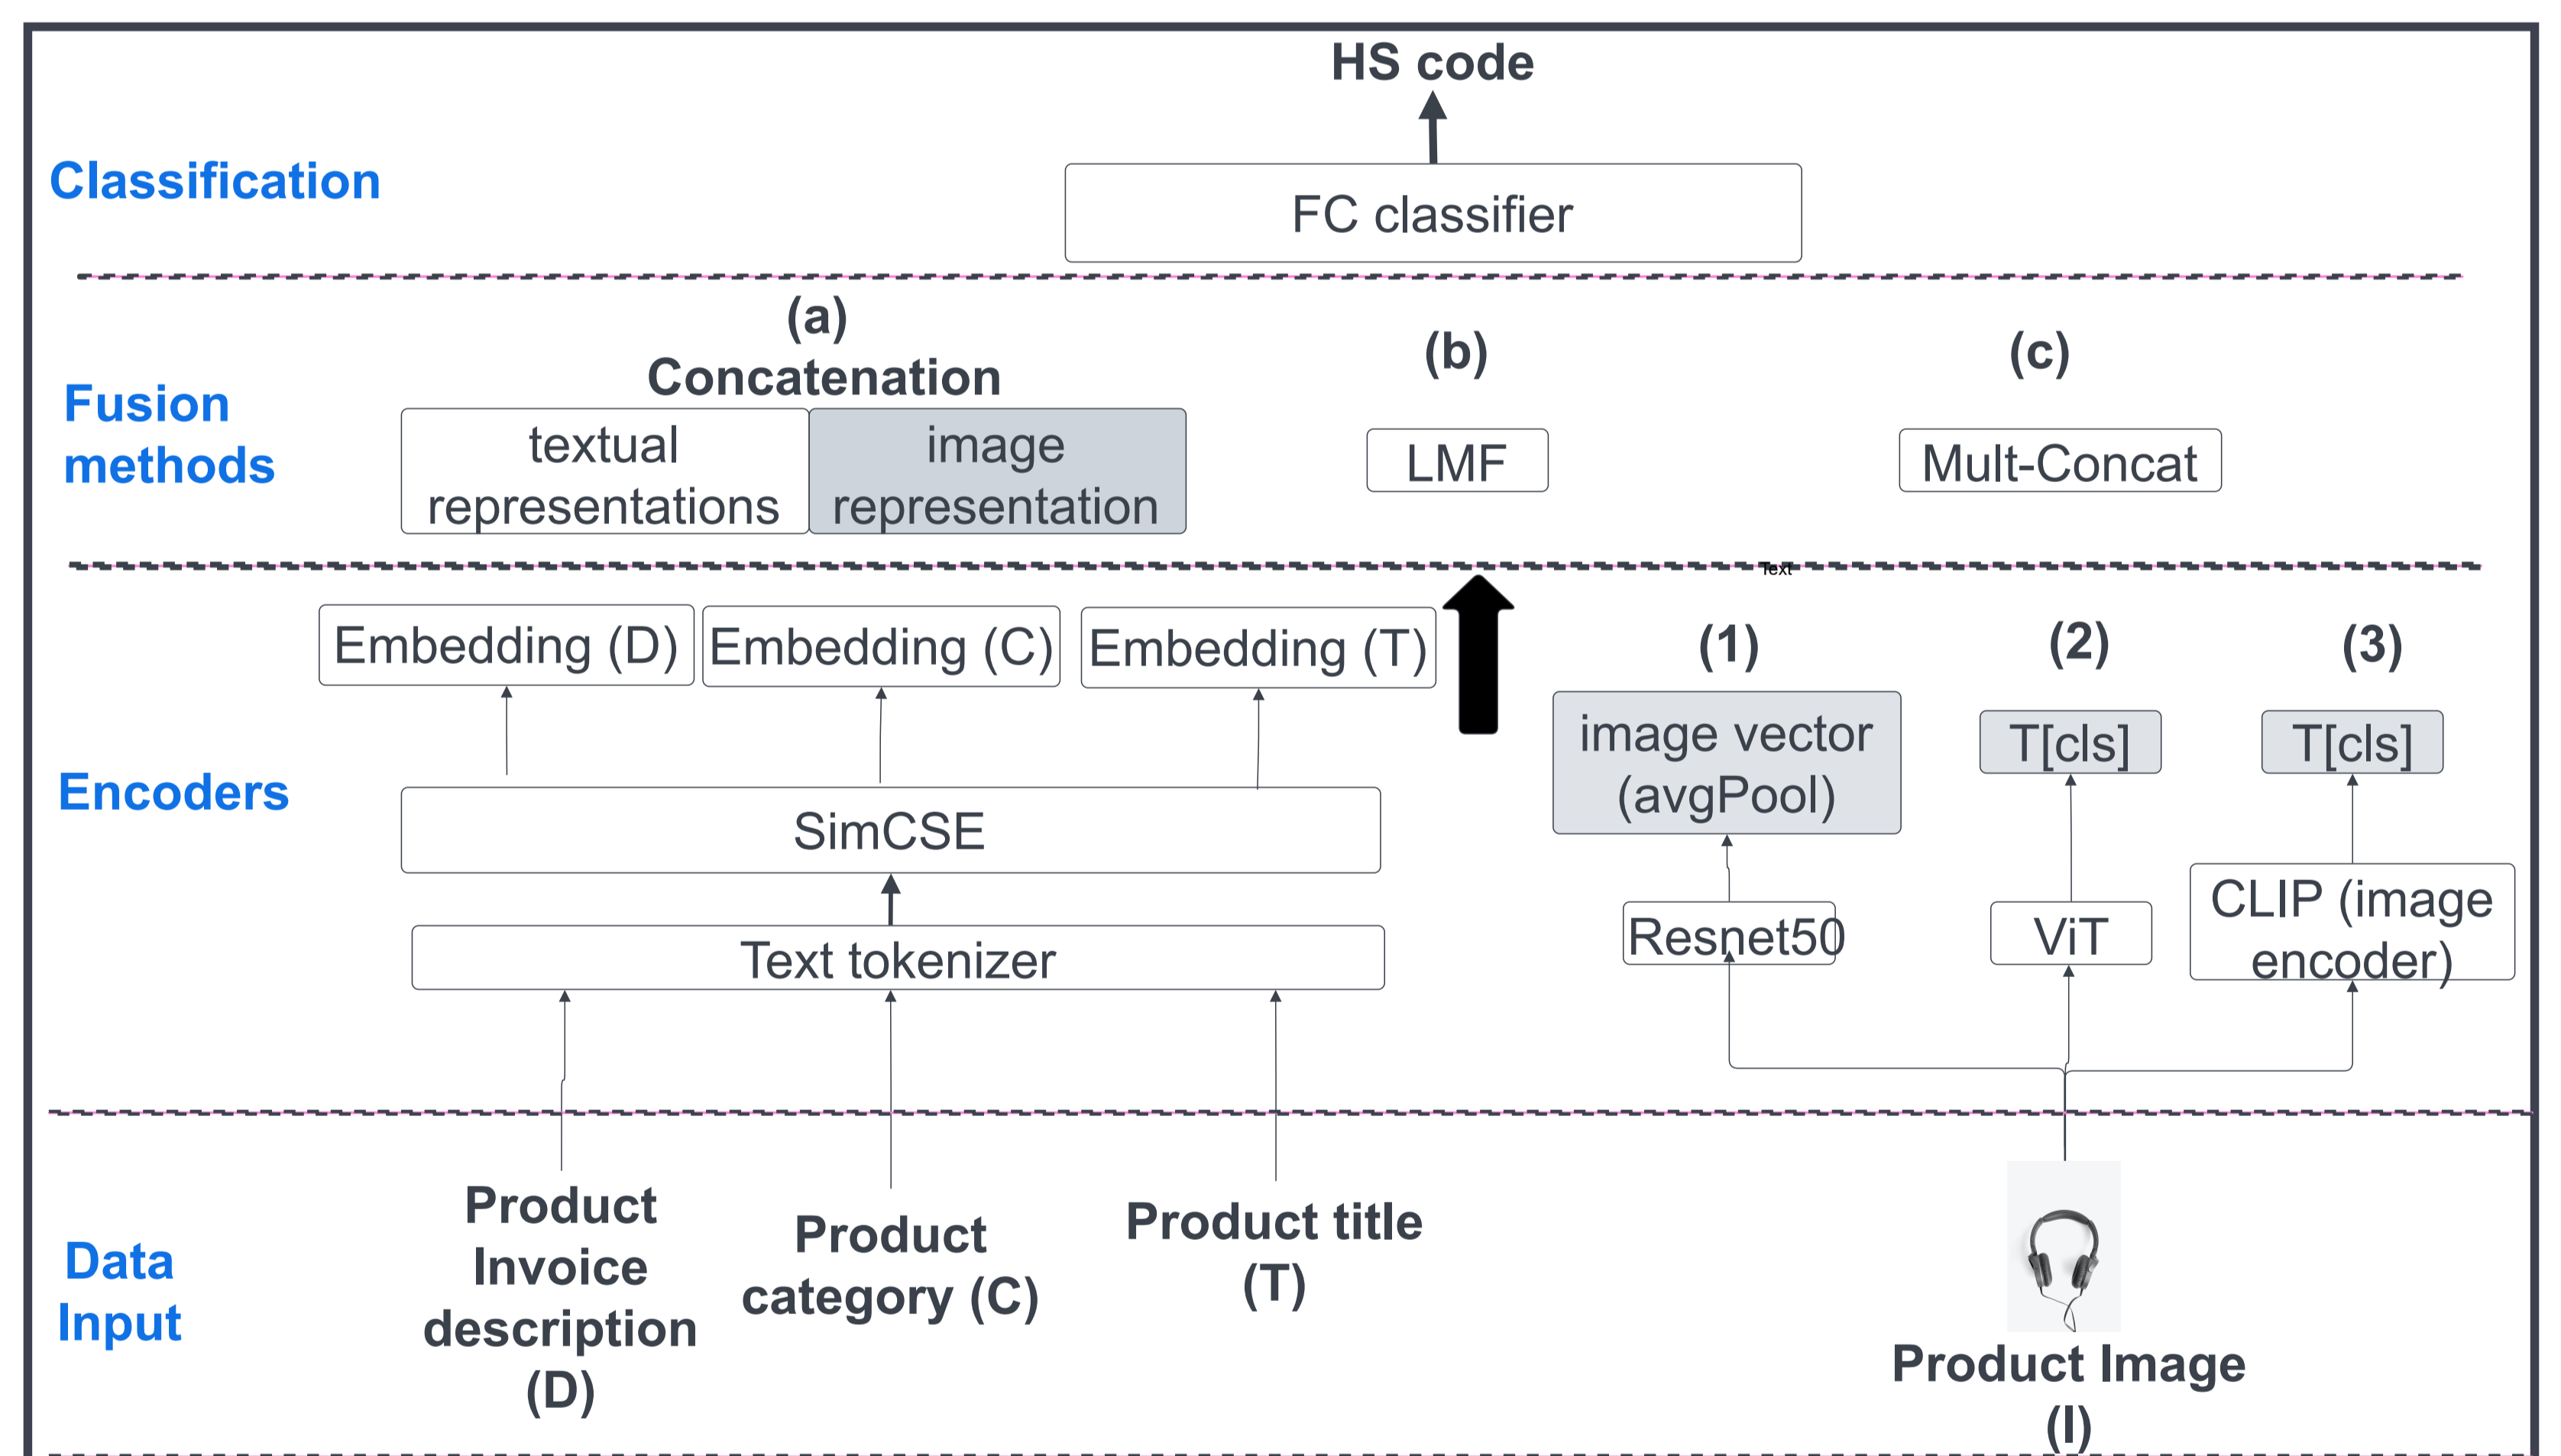 HS code
Classification
FC classifier
(a)
Concatenation
(b)
(c)
Fusion
methods
textual
representations
image
representation
LMF
Mult-Concat
Text
Embedding (D)
Embedding (C)
Embedding (T)
(1)
(2)
(3)
image vector
(avgPool)
T[cls]
T[cls]
Encoders
SimCSE
Resnet50
ViT
CLIP (image
encoder)
Text tokenizer
Data
Input
Product
Invoice
description
(D)
Product
category (C)
Product title
(T)
Product Image
(I)